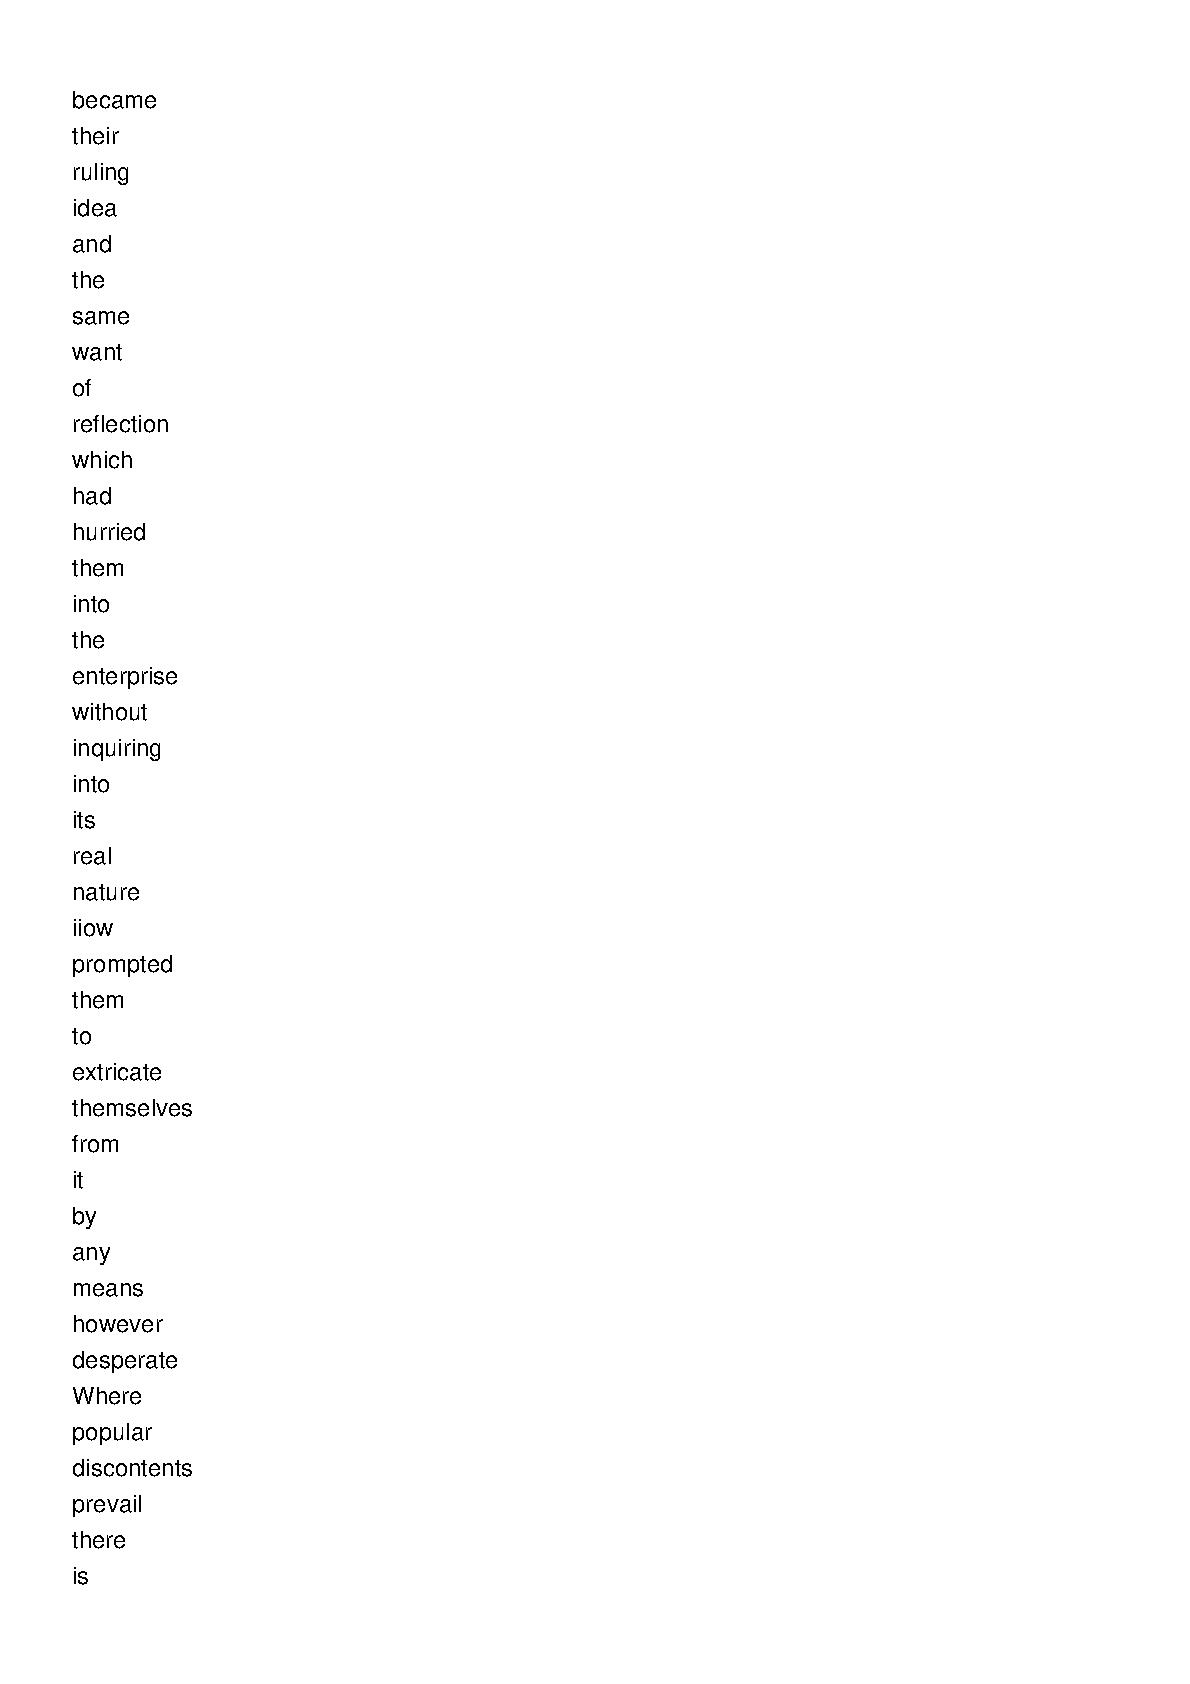 became
their
ruling
idea
and
the
same
want
of
reflection
which
had
hurried
them
into
the
enterprise
without
inquiring
into
its
real
nature
iiow
prompted
them
to
extricate
themselves
from
it
by
any
means
however
desperate
Where
popular
discontents
prevail
there
is